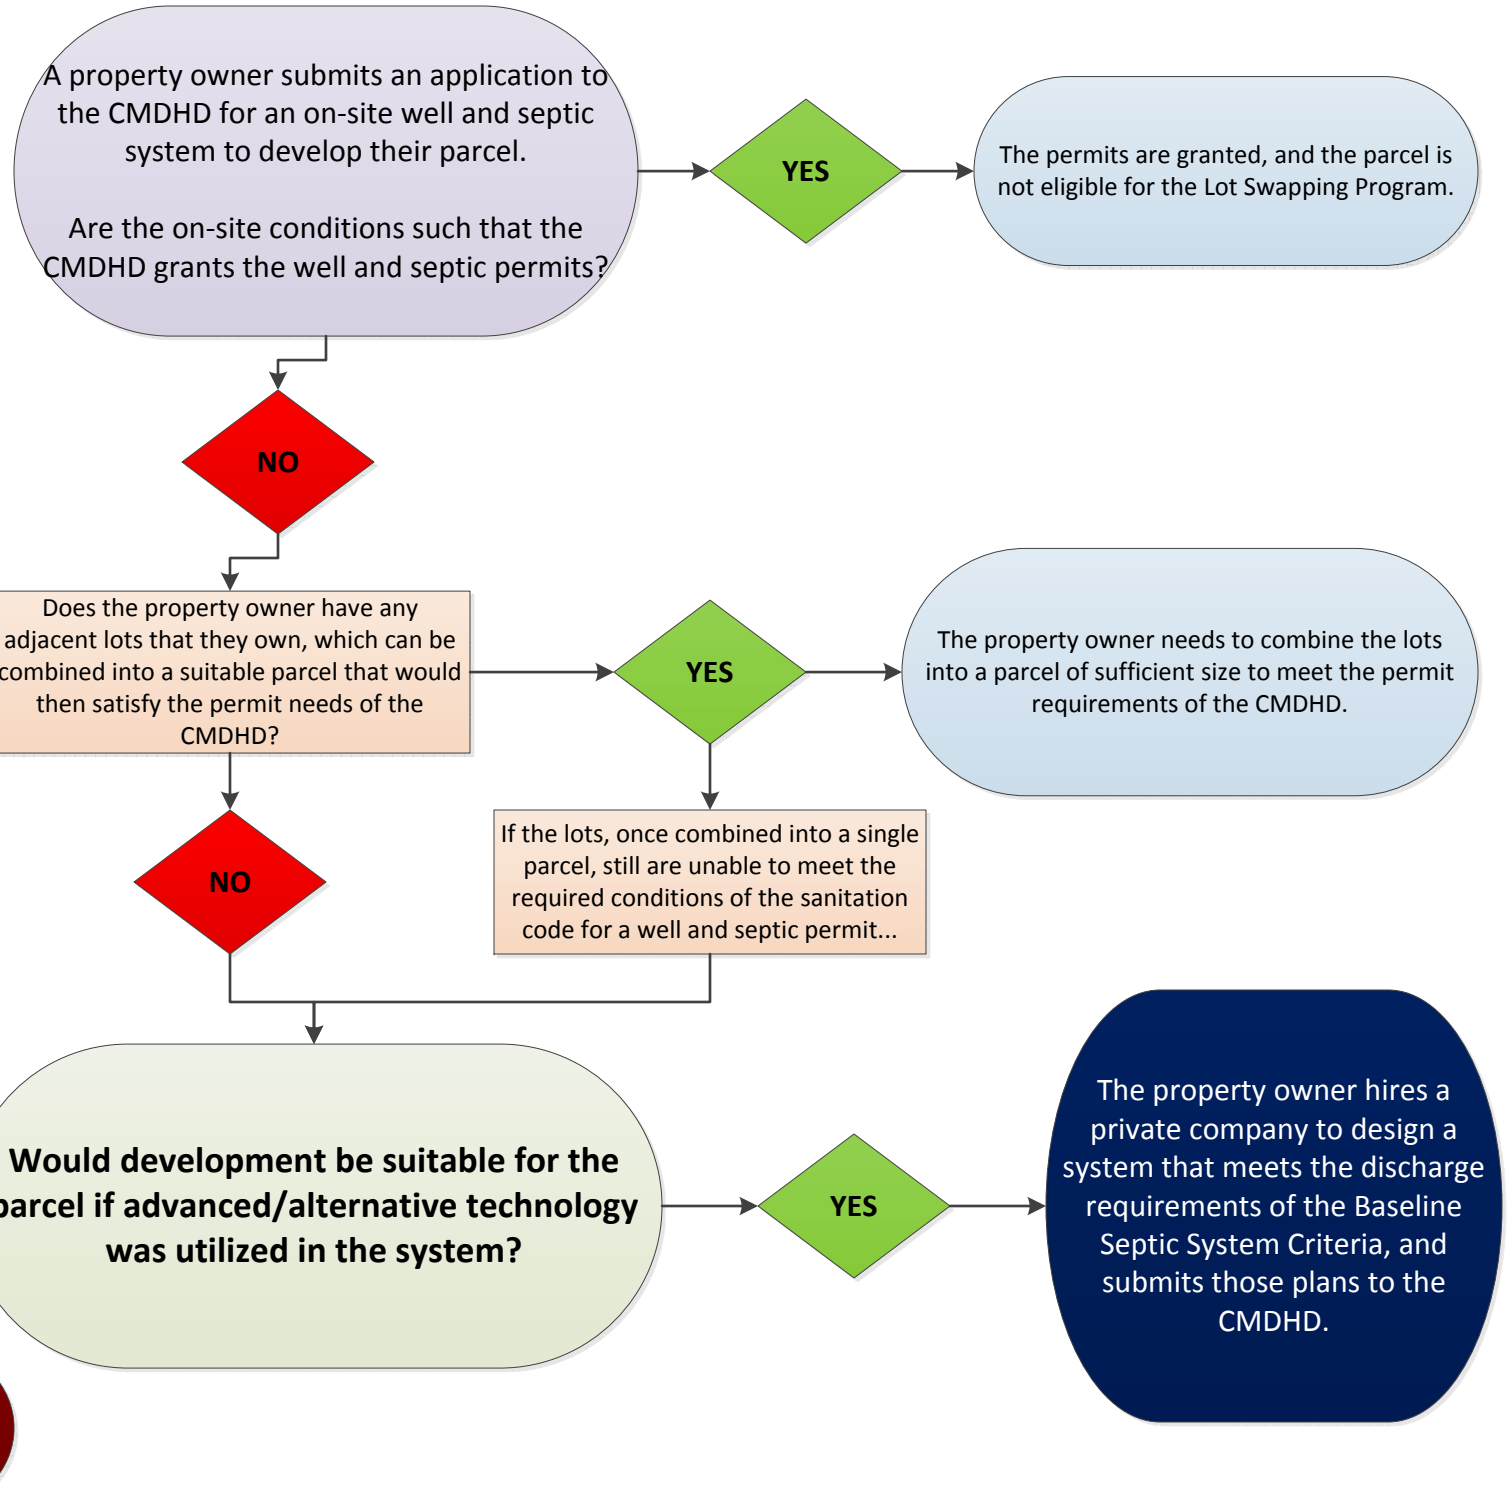 A property owner submits an application to
the CMDHD for an on-site well and septic
system to develop their parcel.
Are the on-site conditions such that the
CMDHD grants the well and septic permits?
YES
The permits are granted, and the parcel is
not eligible for the Lot Swapping Program.
NO
Does the property owner have any
adjacent lots that they own, which can be
combined into a suitable parcel that would
then satisfy the permit needs of the
CMDHD?
YES
The property owner needs to combine the lots
into a parcel of sufficient size to meet the permit
requirements of the CMDHD.
NO
If the lots, once combined into a single
parcel, still are unable to meet the
required conditions of the sanitation
code for a well and septic permit...
Would development be suitable for the
parcel if advanced/alternative technology
was utilized in the system?
YES
The property owner hires a
private company to design a
system that meets the discharge
requirements of the Baseline
Septic System Criteria, and
submits those plans to the
CMDHD.